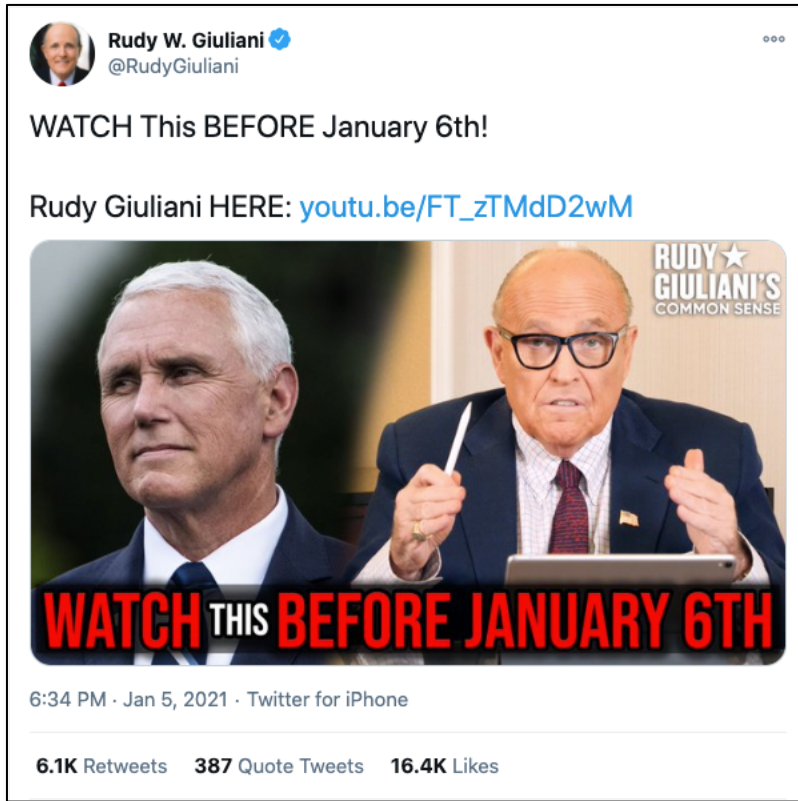 Rudy W. Giuliani
@RudyGiuliani
WATCH This BEFORE January 6th!
Rudy Giuliani HERE: youtu.be/FT_zTMdD2wM
RUDY★
GIULIANI'S
COMMON SENSE
WATCH THIS BEFORE JANUARY 6TH
6:34 PM · Jan 5, 2021 · Twitter for iPhone
6.1K Retweets 387 Quote Tweets 16.4K Likes